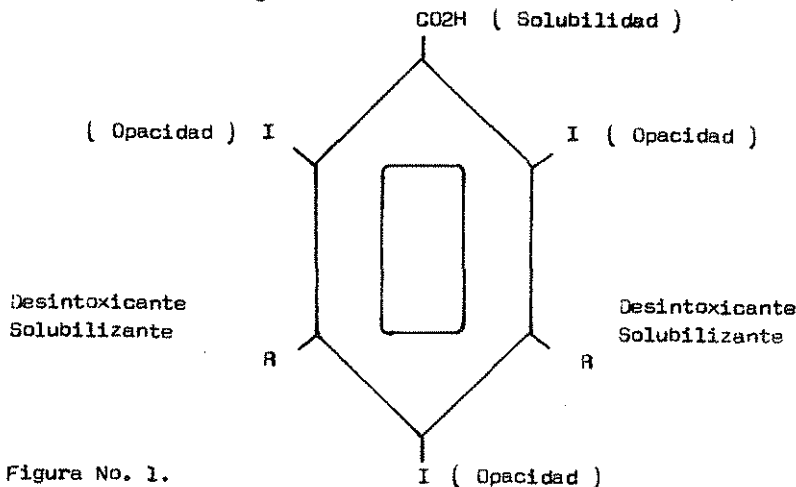 CO2H ( Solubilidad )
( Opacidad ) I
I ( Opacidad )
Desintoxicante
Solubilizante
Desintoxicante
Solubilizante
R
R
Figura No. 1.
I ( Opacidad )